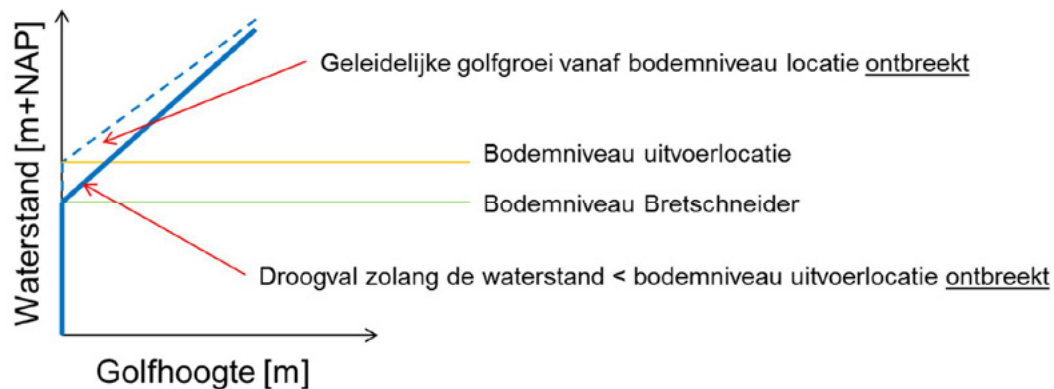 Waterstand [m+NAP]
Geleidelijke golfgroei vanaf bodemniveau locatie ontbreekt
Bodemniveau uitvoerlocatie
Bodemniveau Bretschneider
Droogval zolang de waterstand < bodemniveau uitvoerlocatie ontbreekt
Golfhoogte [m]